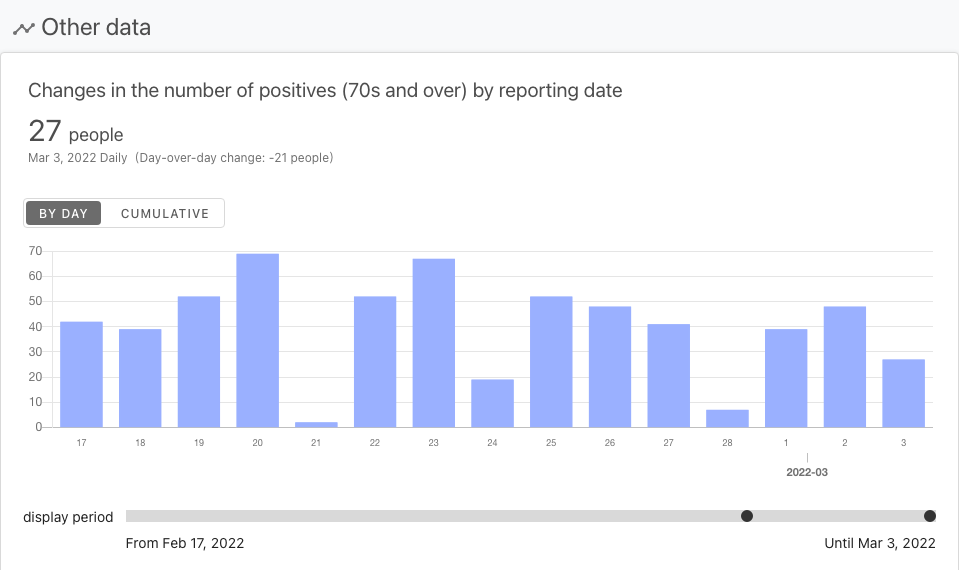 Other data
Changes in the number of positives (70s and over) by reporting date
27 people
Mar 3, 2022 Daily (Day-over-day change: -21 people)
BY DAY CUMULATIVE
70
60
50
40
30
20
10
0
17 18 19 20 21 22 23 24 25 26 27 28 1 2 3
2022-03
display period
From Feb 17, 2022 Until Mar 3, 2022